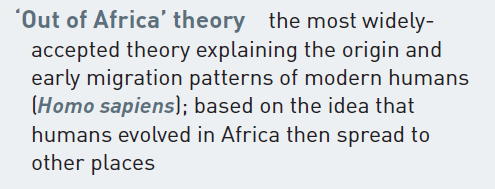 ‘Out of Africa’ theory the most widely-
accepted theory explaining the origin and
early migration patterns of modern humans
(Homo sapiens); based on the idea that
humans evolved in Africa then spread to
other places